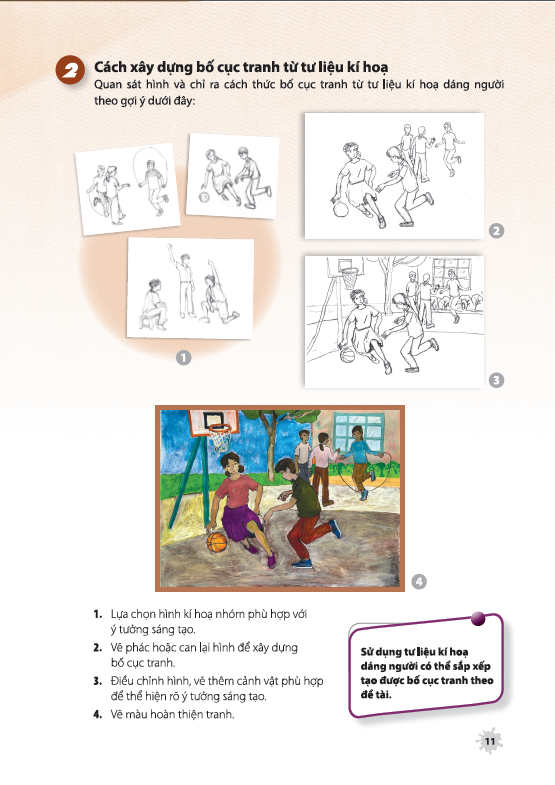 2 Cách xây dựng bố cục tranh từ tư liệu kí hoạ
Quan sát hình và chỉ ra cách thức bố cục tranh từ tư liệu kí hoạ dáng người
theo gợi ý dưới đây:
1
2
3
4
1. Lựa chọn hình kí hoạ nhóm phù hợp với
ý tưởng sáng tạo.
2. Vẽ phác hoặc can lại hình để xây dựng
bố cục tranh.
3. Điều chỉnh hình, vẽ thêm cảnh vật phù hợp
để thể hiện rõ ý tưởng sáng tạo.
4. Vẽ màu hoàn thiện tranh.
Sử dụng tư liệu kí hoạ
dáng người có thể sắp xếp
tạo được bố cục tranh theo
đề tài.
11